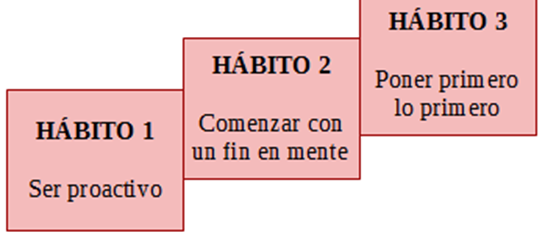 HÁBITO 1
Ser proactivo
HÁBITO 2
Comenzar con
un fin en mente
HÁBITO 3
Poner primero
lo primero